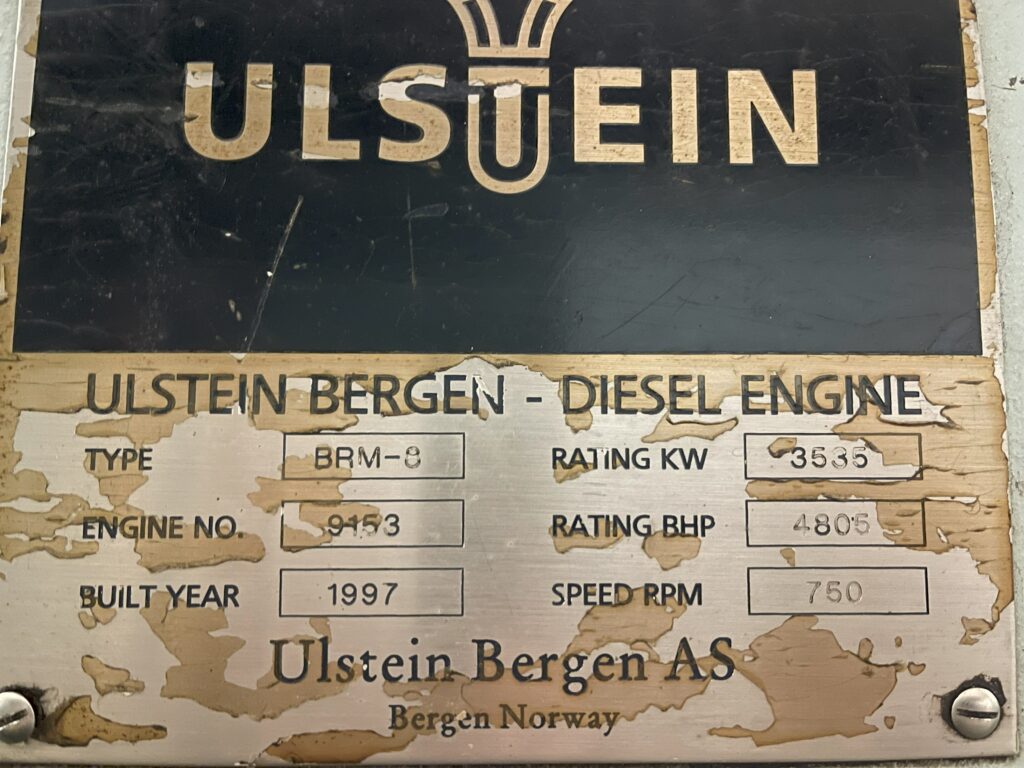 ULSTEIN
ULSTEIN BERGEN - DIESEL ENGINE
TYPE BRM-8 RATING KW 3535
ENGINE NO. 9153 RATING BHP 4805
BUILT YEAR 1997 SPEED RPM 750
Ulstein Bergen AS
Bergen Norway